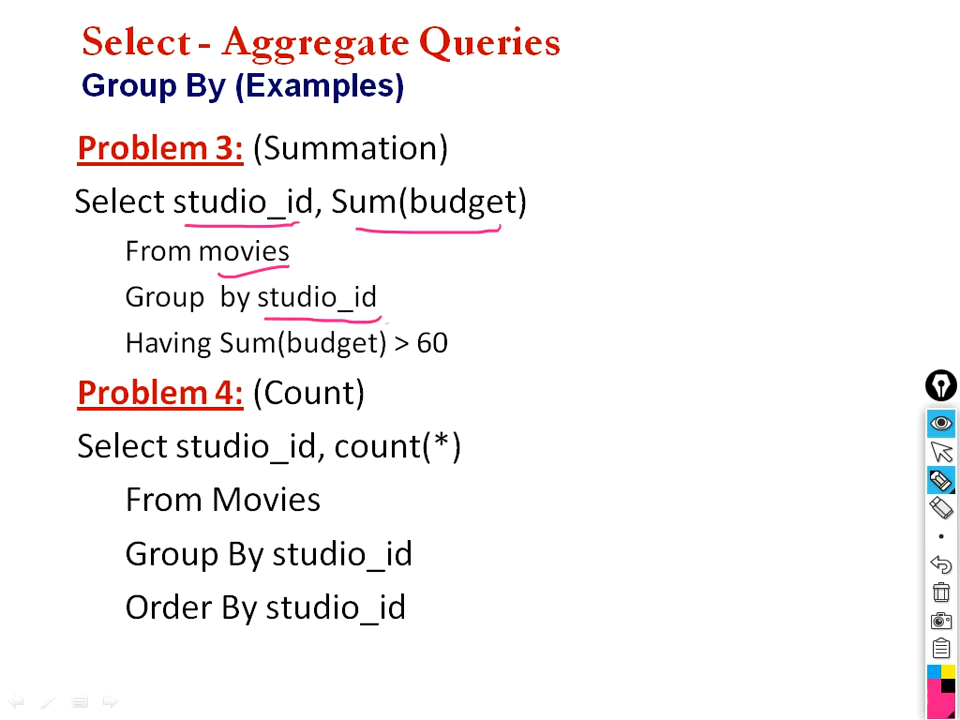 Select - Aggregate Queries
Group By (Examples)
Problem 3: (Summation)
Select studio_id, Sum(budget)
From movies
Group by studio_id
Having Sum(budget) > 60
Problem 4: (Count)
Select studio_id, count(*)
From Movies
Group By studio_id
Order By studio_id